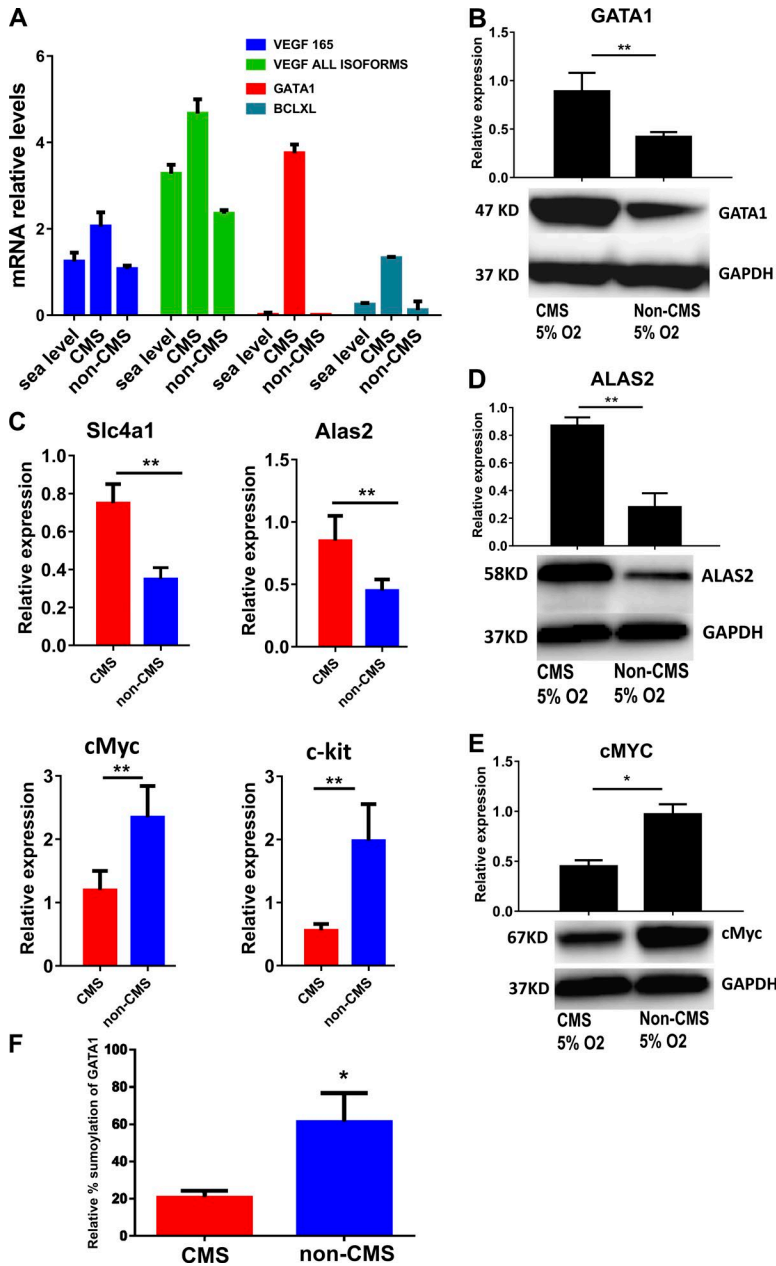 A
VEGF 165
VEGF ALL ISOFORMS
GATA1
BCLXL
mRNA relative levels
6
4
2
0
sea level
CMS
non-CMS
sea level
CMS
non-CMS
sea level
CMS
non-CMS
sea level
CMS
non-CMS
B
GATA1
**
Relative expression
1.5
1.0
0.5
0.0
47 KD
GATA1
37 KD
GAPDH
CMS
5% O2
Non-CMS
5% O2
C
Slc4a1
**
Relative expression
1.0
0.8
0.6
0.4
0.2
0.0
CMS
non-CMS
Alas2
**
Relative expression
1.5
1.0
0.5
0.0
CMS
non-CMS
cMyc
**
Relative expression
3
2
1
0
CMS
non-CMS
c-kit
**
Relative expression
3
2
1
0
CMS
non-CMS
D
ALAS2
**
Relative expression
1.0
0.8
0.6
0.4
0.2
0.0
58KD
ALAS2
37KD
GAPDH
CMS
5% O2
Non-CMS
5% O2
E
cMYC
*
Relative expression
1.5
1.0
0.5
0.0
67KD
cMyc
37KD
GAPDH
CMS
5% O2
Non-CMS
5% O2
F
Relative % sumoylation of GATA1
100
80
60
40
20
0
*
CMS
non-CMS